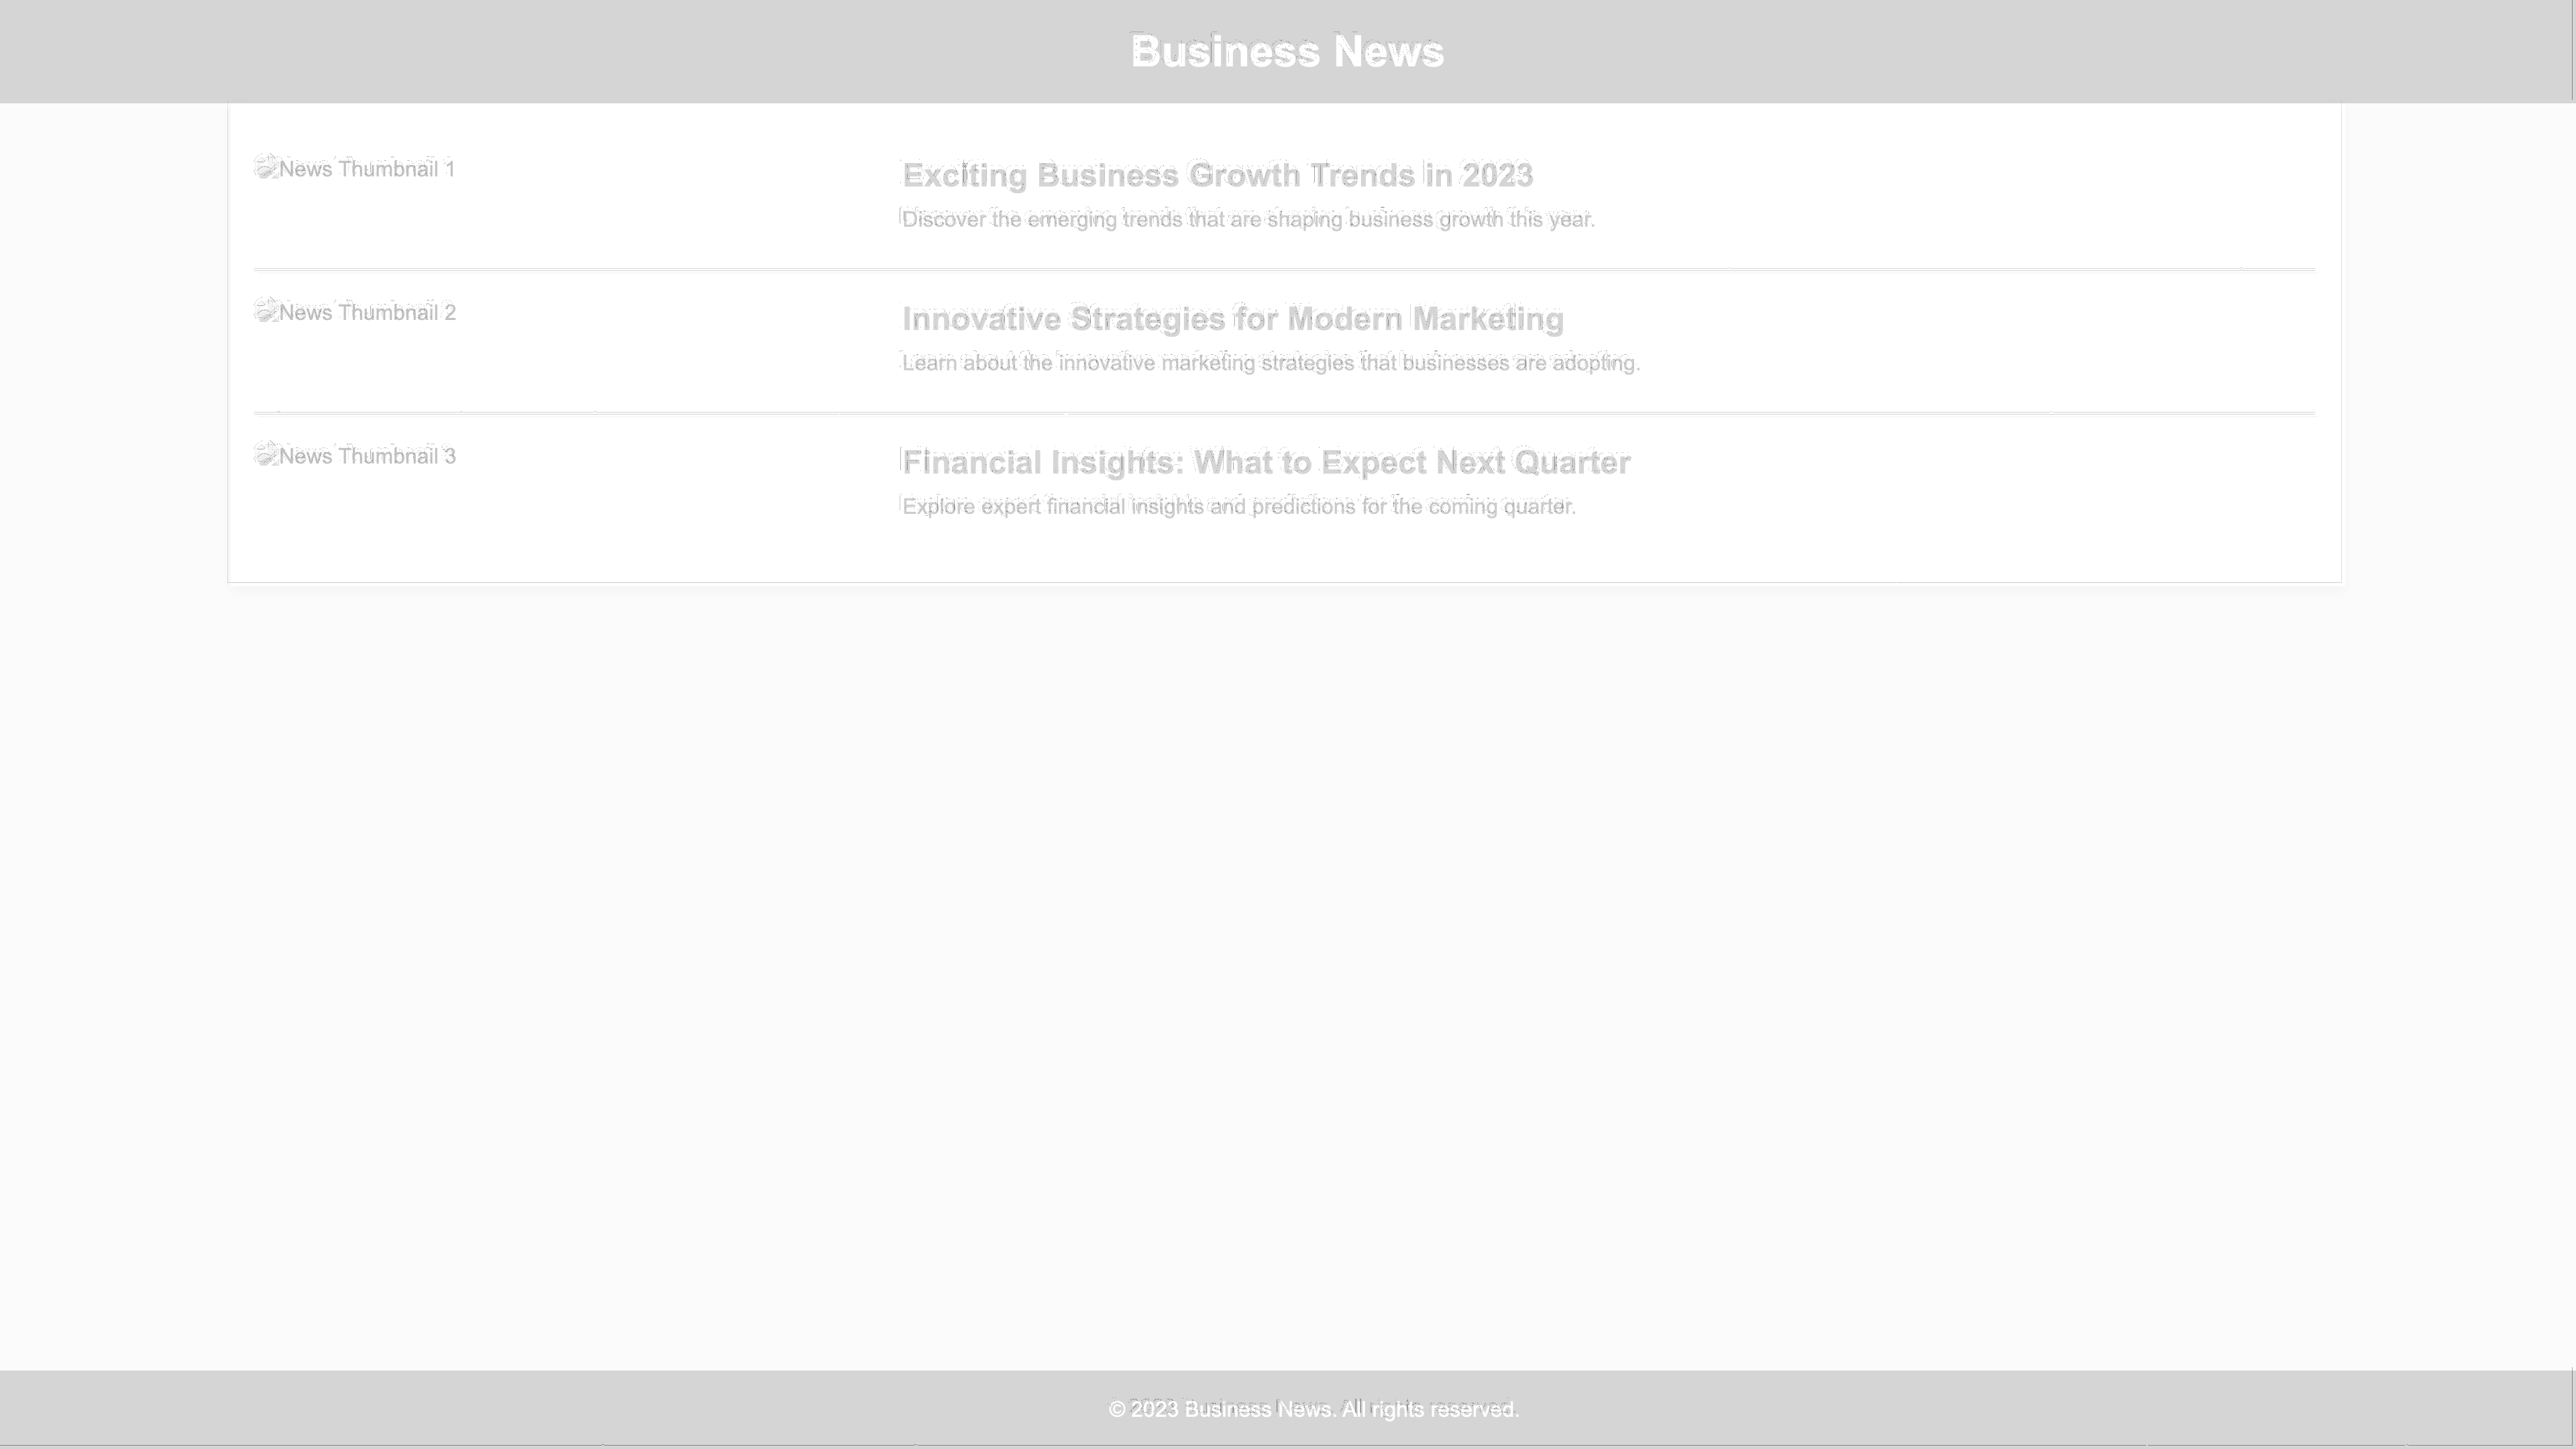 Business News
News Thumbnail 1
Exciting Business Growth Trends in 2023
Discover the emerging trends that are shaping business growth this year.
News Thumbnail 2
Innovative Strategies for Modern Marketing
Learn about the innovative marketing strategies that businesses are adopting.
News Thumbnail 3
Financial Insights: What to Expect Next Quarter
Explore expert financial insights and predictions for the coming quarter.
© 2023 Business News. All rights reserved.